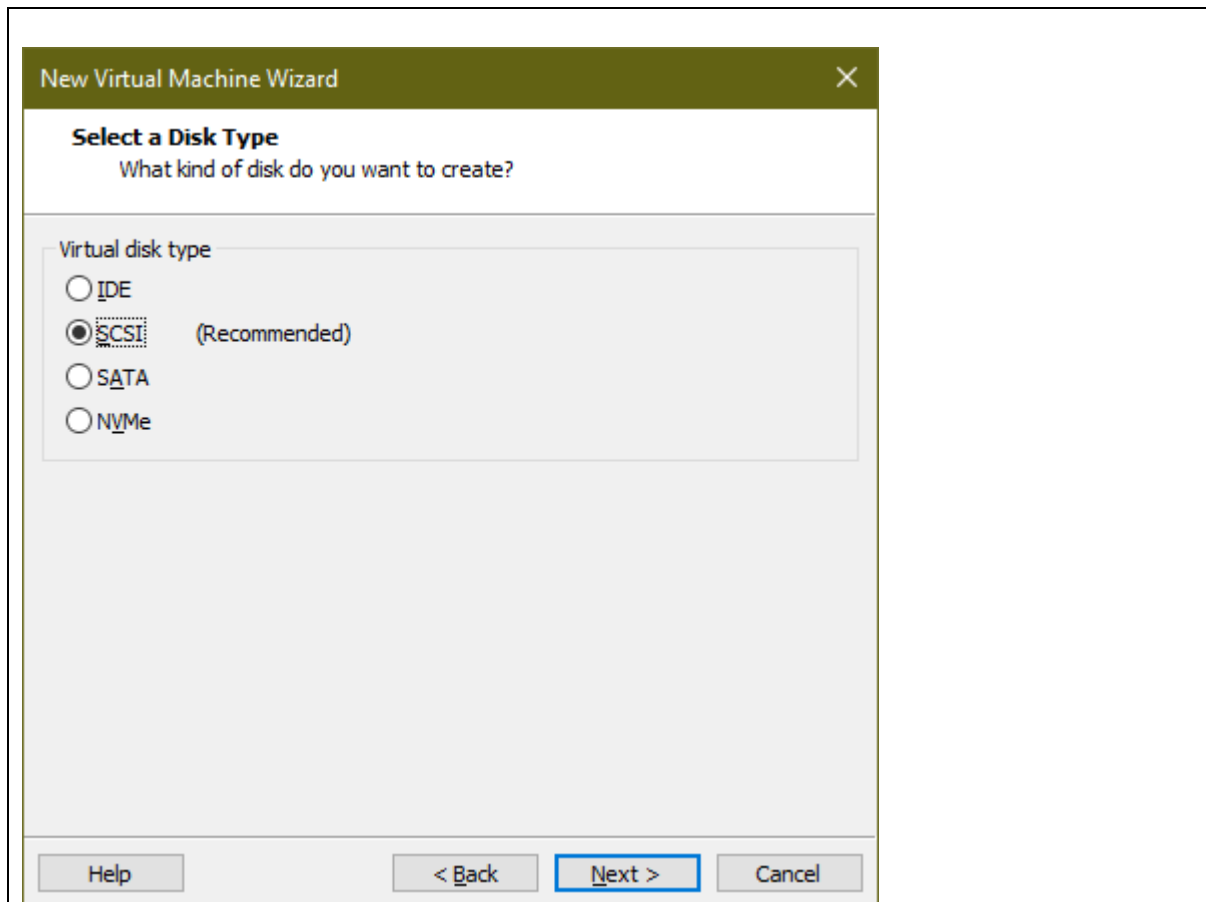 New Virtual Machine Wizard
Select a Disk Type
What kind of disk do you want to create?
Virtual disk type
IDE
SCSI (Recommended)
SATA
NVMe
Help < Back Next > Cancel